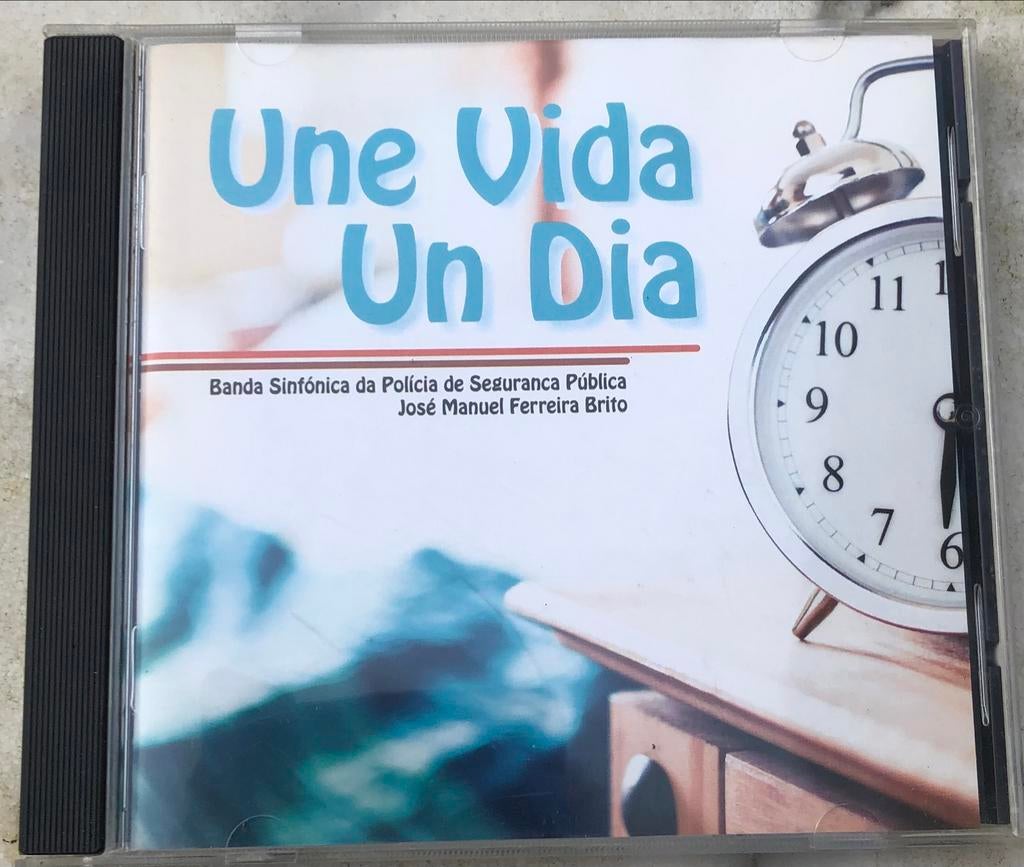 Une Vida
Un Dia
Banda Sinfónica da Polícia de Seguranca Pública
José Manuel Ferreira Brito
11
10
9
8
7
6